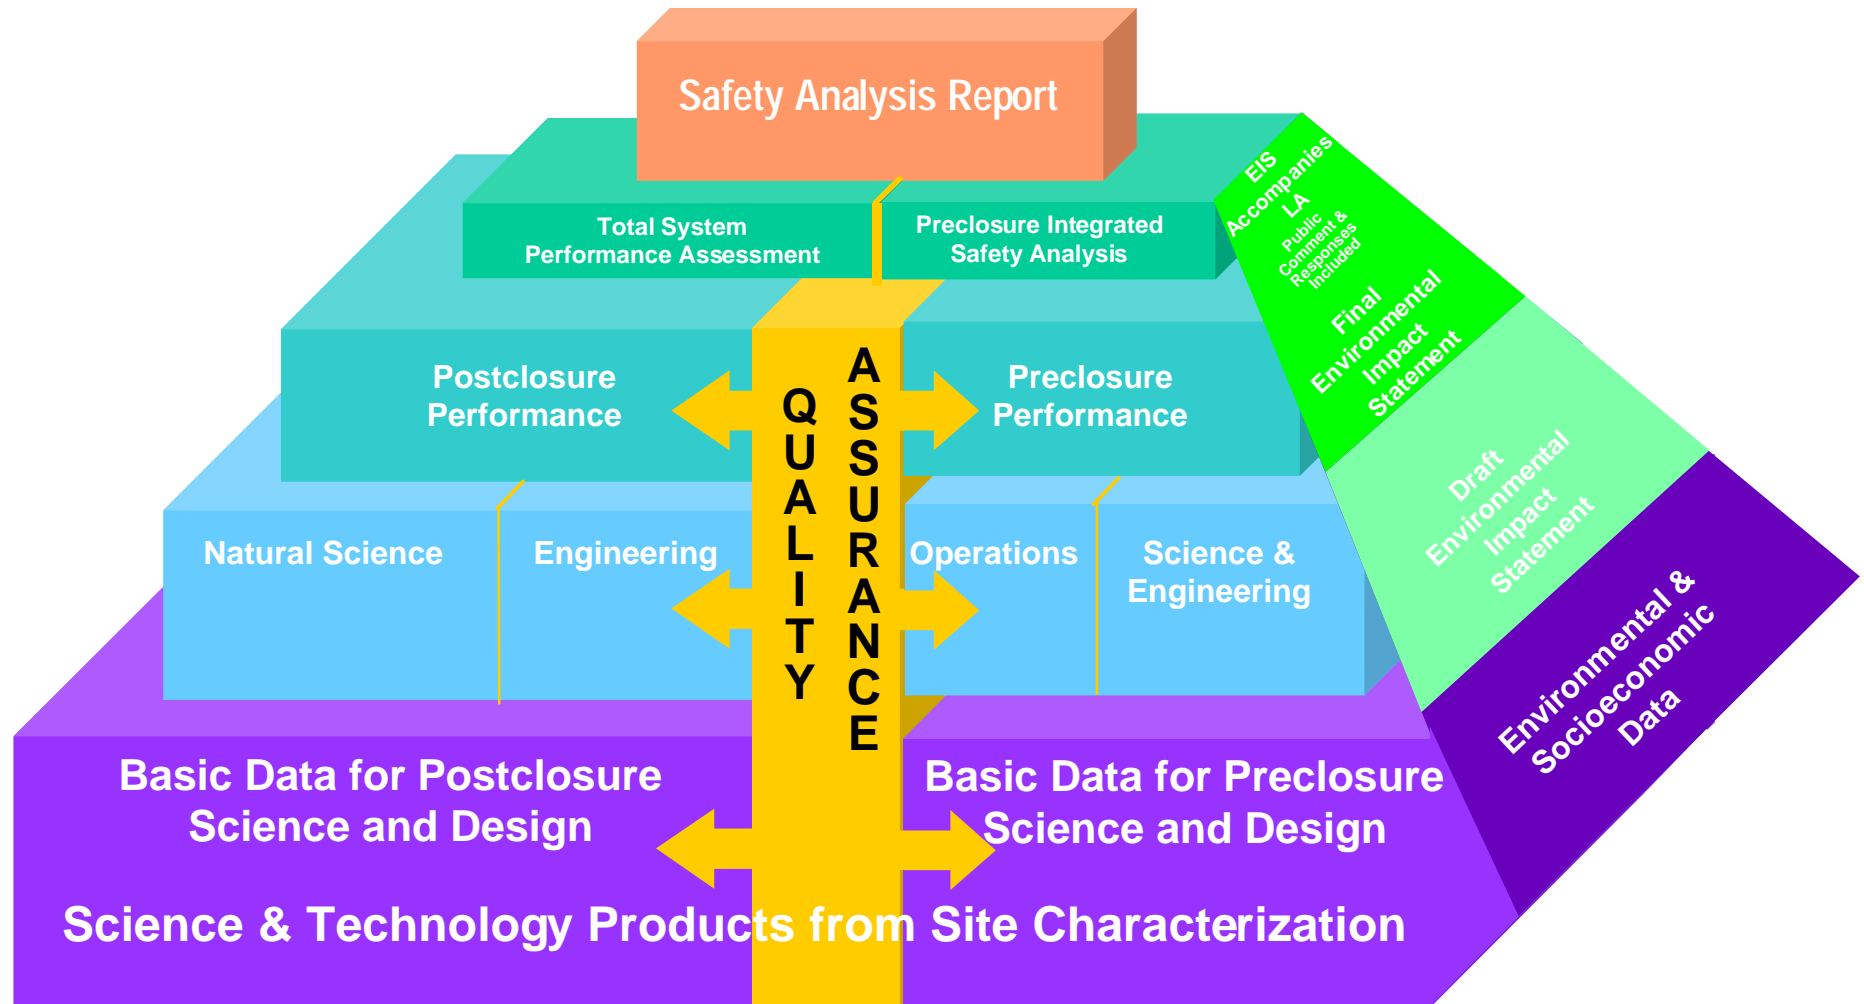 Safety Analysis Report
Total System
Performance Assessment
Preclosure Integrated
Safety Analysis
Postclosure
Performance
Preclosure
Performance
Natural Science
Engineering
Operations
Science &
Engineering
QUALITY
ASSURANCE
Basic Data for Postclosure
Science and Design
Basic Data for Preclosure
Science and Design
Science & Technology Products from Site Characterization
EIS
Accompanies
LA
Public
Comment &
Responses
Included
Final
Environmental
Impact
Statement
Draft
Environmental
Impact
Statement
Environmental &
Socioeconomic
Data